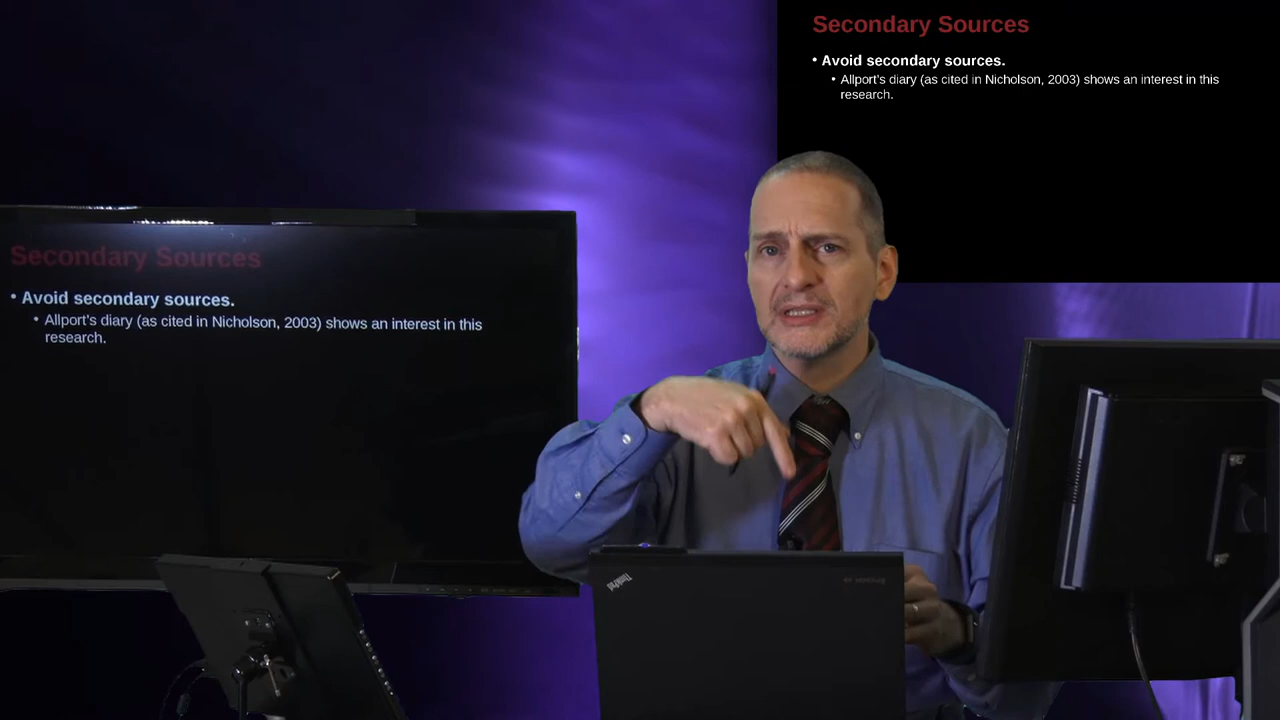 Secondary Sources
• Avoid secondary sources.
• Allport's diary (as cited in Nicholson, 2003) shows an interest in this
research.
Secondary Sources
• Avoid secondary sources.
• Allport's diary (as cited in Nicholson, 2003) shows an interest in this
research.
ThinkPad